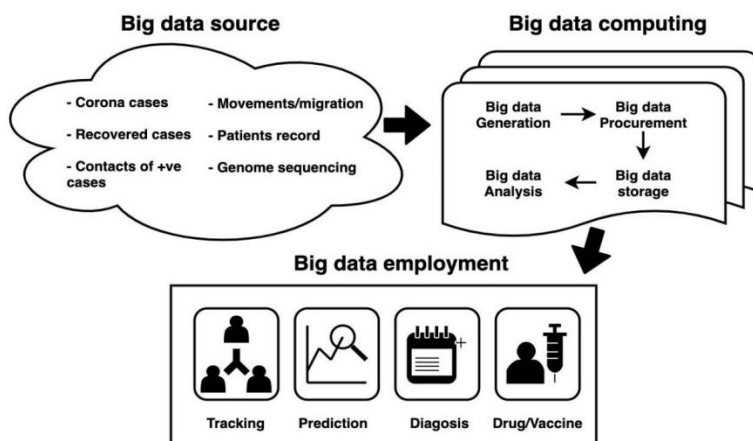 Big data source
- Corona cases
- Recovered cases
- Contacts of +ve
cases
- Movements/migration
- Patients record
- Genome sequencing
Big data computing
Big data
Generation
Big data
Procurement
Big data
storage
Big data
Analysis
Big data employment
Tracking
Prediction
Diagosis
Drug/Vaccine